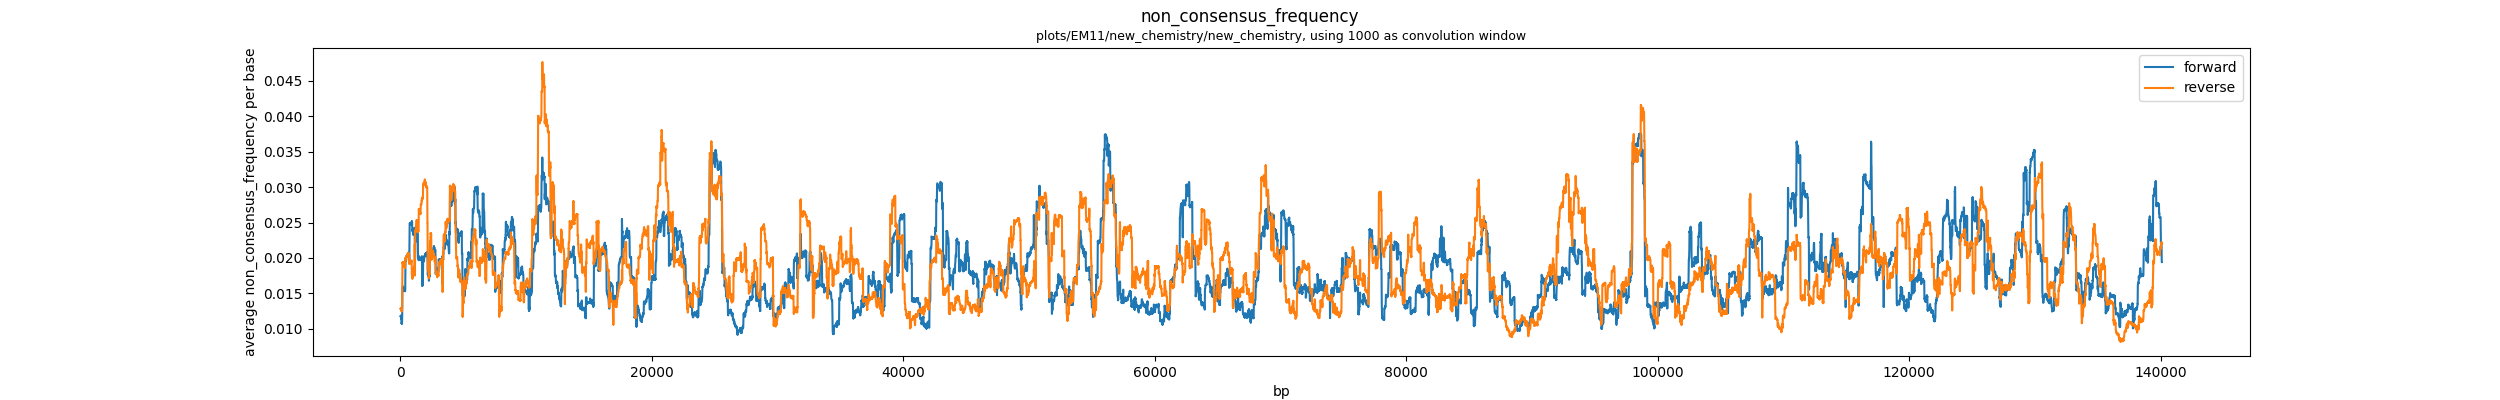 non_consensus_frequency
plots/EM11/new_chemistry/new_chemistry, using 1000 as convolution window
average non_consensus_frequency per base
0.045
0.040
0.035
0.030
0.025
0.020
0.015
0.010
forward
reverse
0
20000
40000
60000
80000
100000
120000
140000
bp